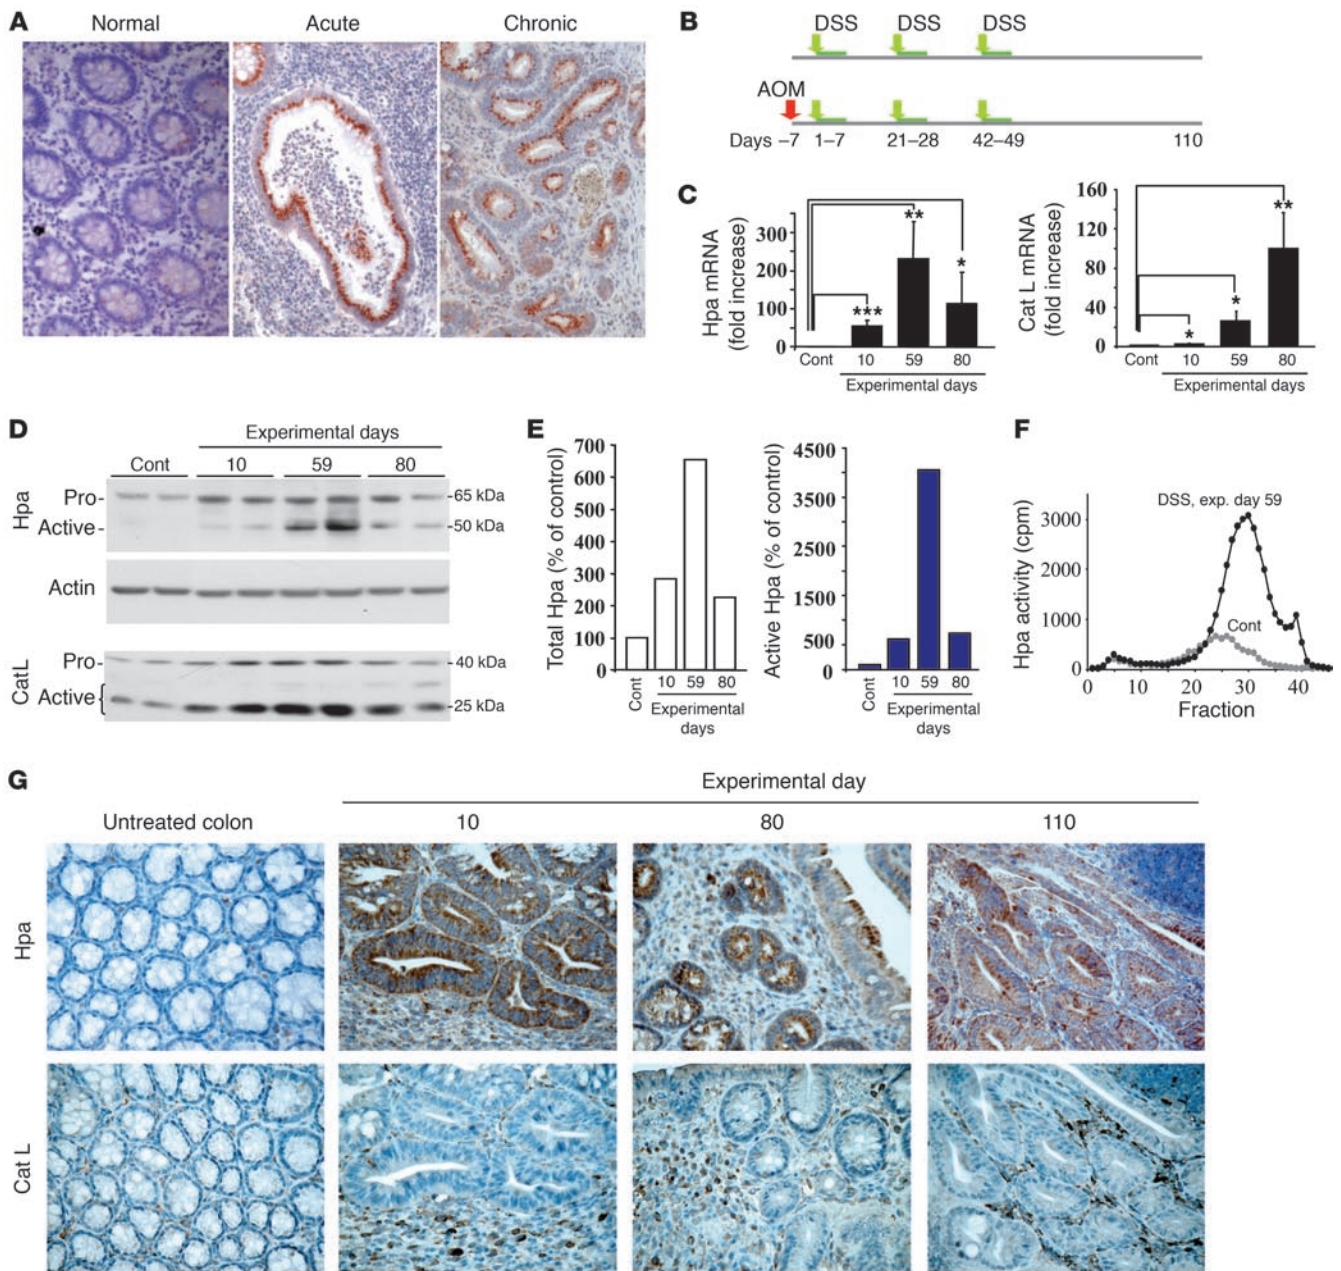 A
Normal
Acute
Chronic
B
DSS DSS DSS
AOM
Days –7 1–7 21–28 42–49 110
C
Hpa mRNA
(fold increase)
300
200
100
0
***
**
*
Cont 10 59 80
Experimental days
Cat L mRNA
(fold increase)
160
120
80
40
0
*
*
**
Cont 10 59 80
Experimental days
D
Experimental days
Cont 10 59 80
Hpa
Pro- -65 kDa
Active- -50 kDa
Actin
CatL
Pro- -40 kDa
Active -25 kDa
E
Total Hpa (% of control)
700
600
500
400
300
200
100
0
Cont 10 59 80
Experimental
days
Active Hpa (% of control)
4500
3500
2500
1500
500
0
Cont 10 59 80
Experimental
days
F
Hpa activity (cpm)
DSS, exp. day 59
3000
2000
1000
0
Cont
0 10 20 30 40
Fraction
G
Experimental day
Untreated colon 10 80 110
Hpa
Cat L